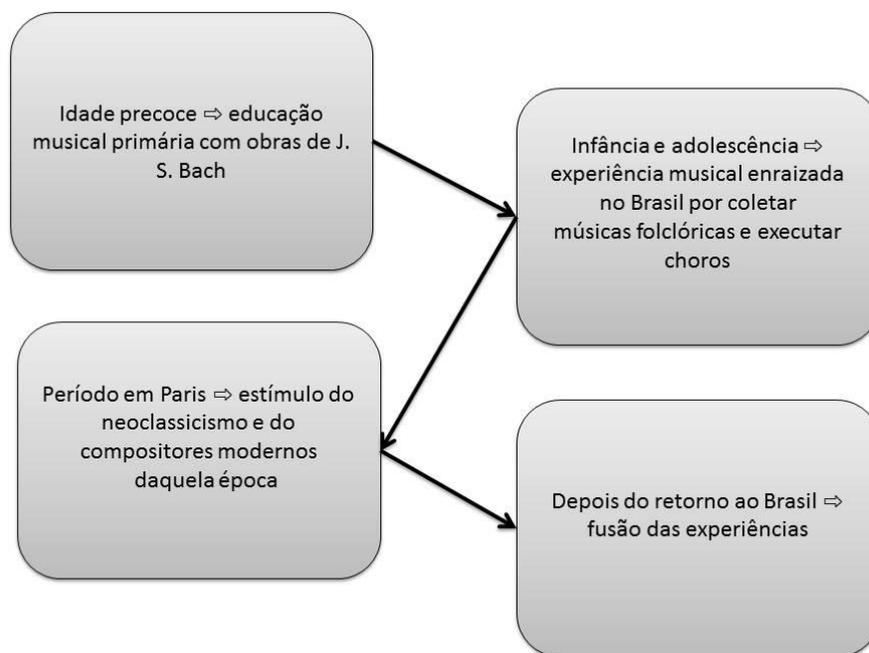 Idade precoce ⇨ educação
musical primária com obras de J.
S. Bach
Infância e adolescência ⇨
experiência musical enraizada
no Brasil por coletar
músicas folclóricas e executar
choros
Período em Paris ⇨ estímulo do
neoclassicismo e do
compositores modernos
daquela época
Depois do retorno ao Brasil ⇨
fusão das experiências